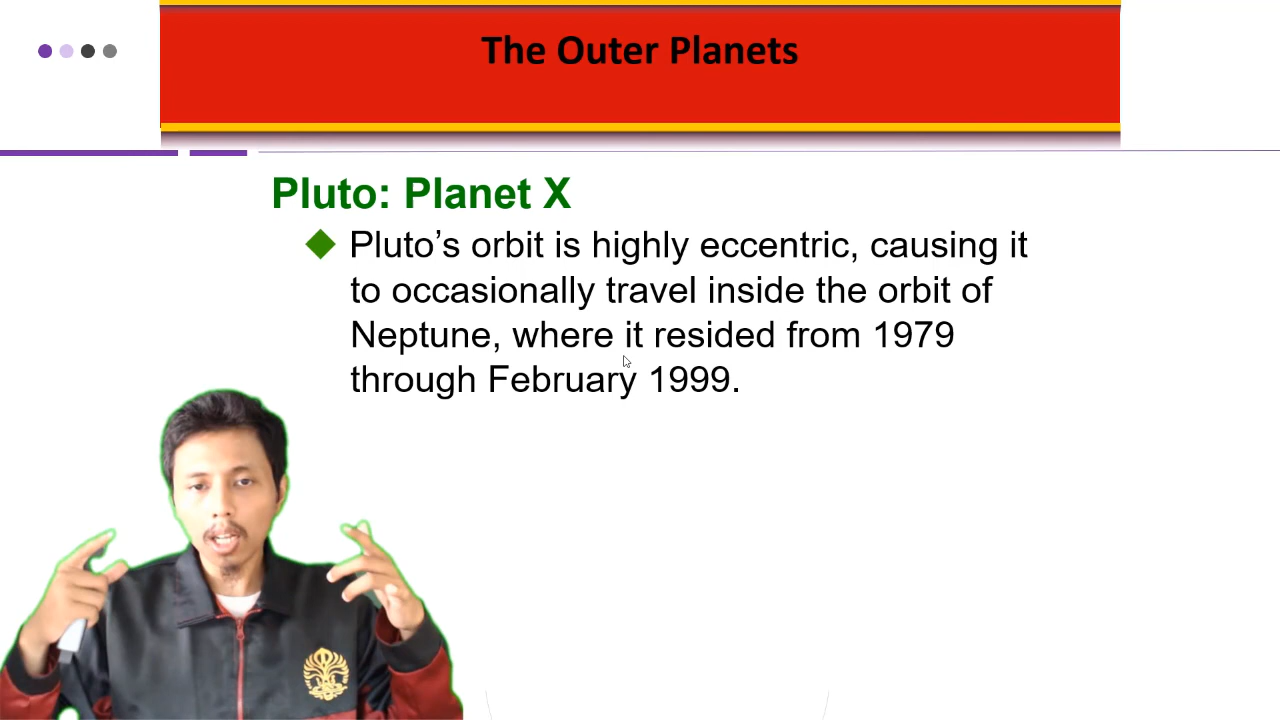 The Outer Planets
Pluto: Planet X
Pluto’s orbit is highly eccentric, causing it
to occasionally travel inside the orbit of
Neptune, where it resided from 1979
through February 1999.